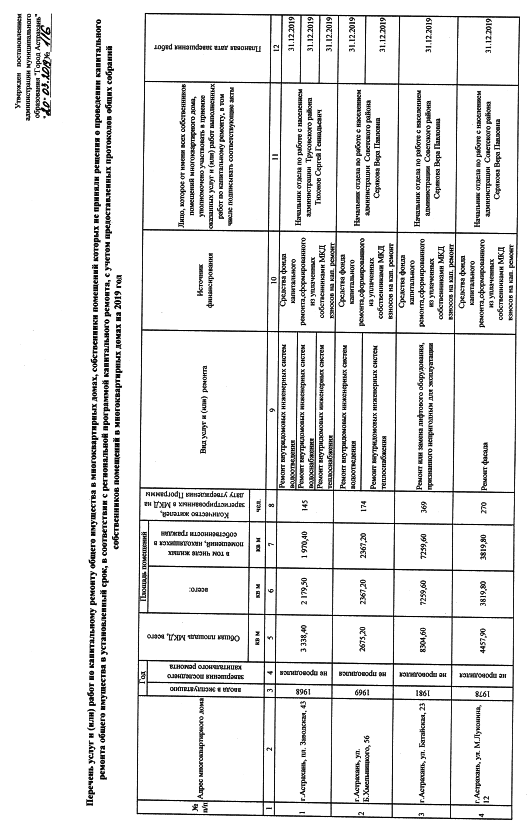 Утвержден постановлением
администрации муниципального
образования "Город Астрахань"
Перечень услуг и (или) работ по капитальному ремонту общего имущества в многоквартирных домах, собственники помещений которых не приняли решения о проведении капитального
ремонта общего имущества в установленный срок, в соответствии с региональной программой капитального ремонта, с учетом предоставленных протоколов общих собраний
собственников помещений в многоквартирных домах на 2019 год
№ п/п
Адрес многоквартирного дома
Год
ввода в эксплуатацию
завершения последнего капитального ремонта
Общая площадь МКД, всего
Площадь помещений
всего:
в том числе жилых помещений, находящихся в собственности граждан
Количество жителей, зарегистрированных в МКД на дату утверждения Программы
Вид услуг и (или) ремонта
Источник финансирования
Лицо, которое от имени всех собственников
помещений многоквартирного дома,
уполномочено участвовать в приемке
оказанных услуг и (или) работ выполненных
работ по капитальному ремонту, в том
числе подписывать соответствующие акты
Плановая дата завершения работ
кв м кв м кв м чел.
1 2 3 4 5 6 7 8 9 10 11 12
1 г.Астрахань, пл. Заводская, 43 1968 не проводился 3 338,40 2 179,50 1 970,40 145
Ремонт внутридомовых инженерных систем водоотведения
Ремонт внутридомовых инженерных систем водоснабжения
Ремонт внутридомовых инженерных систем теплоснабжения
Средства фонда
капитального
ремонта,сформированного
из уплаченных
собственниками МКД
взносов на кап. ремонт
Начальник отдела по работе с населением
администрации Трусовского района
Тихонов Сергей Геннадьевич
31.12.2019
31.12.2019
31.12.2019
2 г.Астрахань, ул. Б.Хмельницкого, 56 1969 не проводился 2675,20 2367,20 2367,20 174
Ремонт внутридомовых инженерных систем водоотведения
Ремонт внутридомовых инженерных систем теплоснабжения
Средства фонда
капитального
ремонта,сформированного
из уплаченных
собственниками МКД
взносов на кап. ремонт
Начальник отдела по работе с населением
администрации Советского района
Серикова Вера Павловна
31.12.2019
31.12.2019
3 г.Астрахань, ул. Батайская, 23 1981 не проводился 8304,60 7259,60 7259,60 369
Ремонт или замена лифтового оборудования,
признанного непригодным для эксплуатации
Средства фонда
капитального
ремонта,сформированного
из уплаченных
собственниками МКД
взносов на кап. ремонт
Начальник отдела по работе с населением
администрации Советского района
Серикова Вера Павловна
31.12.2019
4 г.Астрахань, ул. М.Луконина, 12 1978 не проводился 4457,90 3819,80 3819,80 270
Ремонт фасада
Средства фонда
капитального
ремонта,сформированного
из уплаченных
собственниками МКД
взносов на кап. ремонт
Начальник отдела по работе с населением
администрации Советского района
Серикова Вера Павловна
31.12.2019